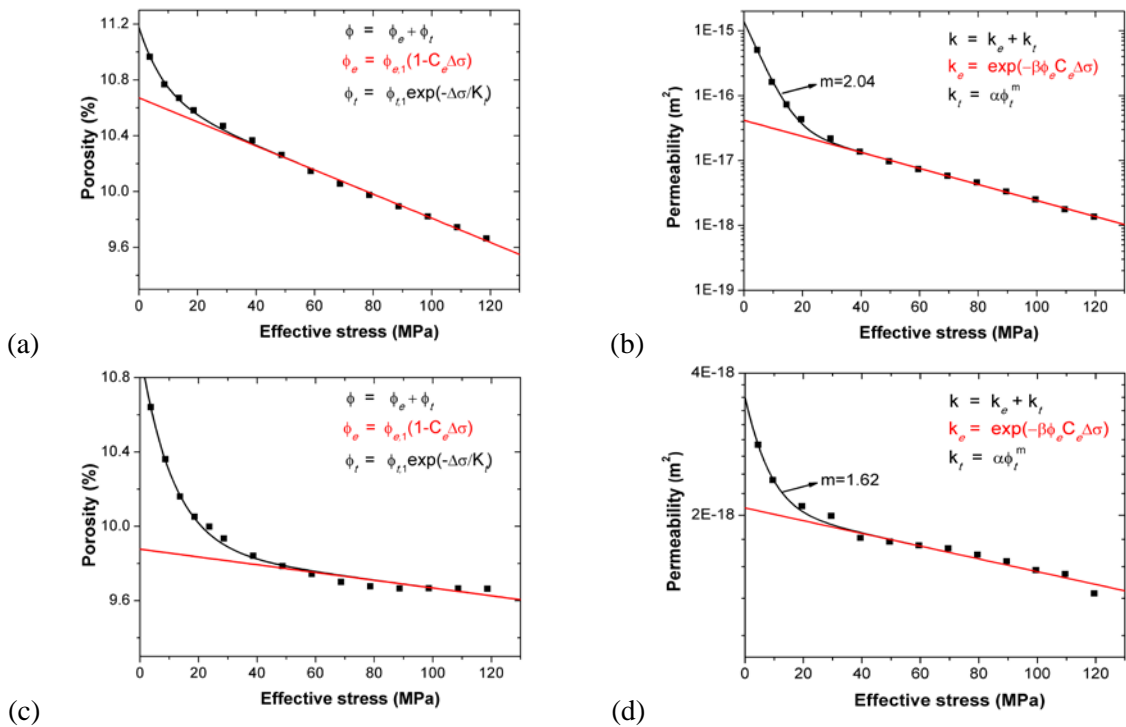 11.2
10.8
10.4
10.0
9.6
Porosity (%)
ϕ = ϕₑ + ϕₜ
ϕₑ = ϕₑ,₁(1-CₑΔσ)
ϕₜ = ϕₜ,₁exp(-Δσ/Kₜ)
0 20 40 60 80 100 120
Effective stress (MPa)
(a)
1E-15
1E-16
1E-17
1E-18
1E-19
Permeability (m²)
k = kₑ + kₜ
kₑ = exp(−βϕₑCₑΔσ)
kₜ = αϕₜᵐ
m=2.04
0 20 40 60 80 100 120
Effective stress (MPa)
(b)
10.8
10.4
10.0
9.6
Porosity (%)
ϕ = ϕₑ + ϕₜ
ϕₑ = ϕₑ,₁(1-CₑΔσ)
ϕₜ = ϕₜ,₁exp(-Δσ/Kₜ)
0 20 40 60 80 100 120
Effective stress (MPa)
(c)
4E-18
2E-18
Permeability (m²)
k = kₑ + kₜ
kₑ = exp(−βϕₑCₑΔσ)
kₜ = αϕₜᵐ
m=1.62
0 20 40 60 80 100 120
Effective stress (MPa)
(d)